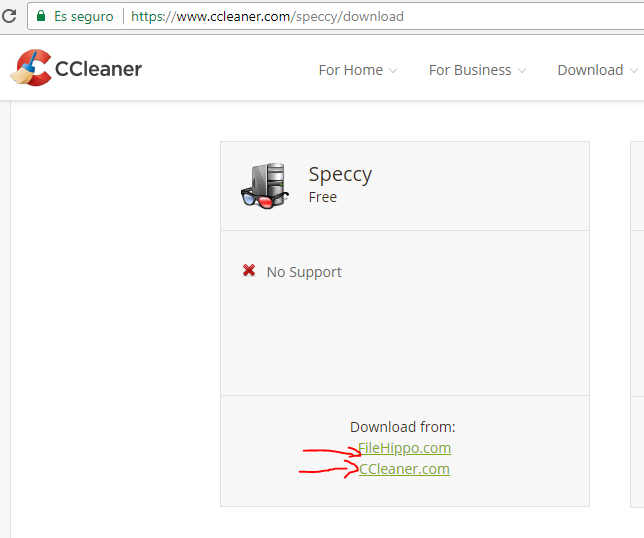 Es seguro https://www.ccleaner.com/speccy/download
CCleaner For Home For Business Download
Speccy
Free
No Support
Download from:
FileHippo.com
CCleaner.com